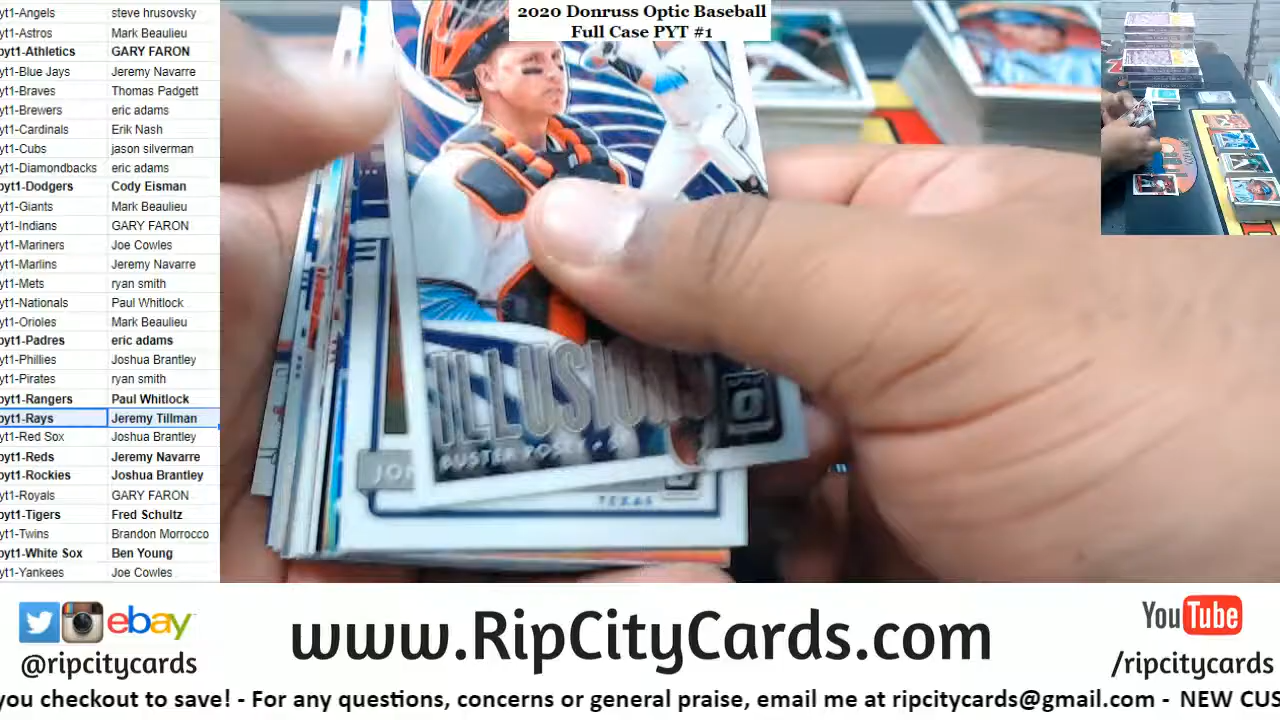 2020 Donruss Optic Baseball
Full Case PYT #1
yt1-Angels steve hrusovsky
yt1-Astros Mark Beaulieu
pyt1-Athletics GARY FARON
yt1-Blue Jays Jeremy Navarre
yt1-Braves Thomas Padgett
yt1-Brewers eric adams
yt1-Cardinals Erik Nash
yt1-Cubs jason silverman
yt1-Diamondbacks eric adams
pyt1-Dodgers Cody Eisman
yt1-Giants Mark Beaulieu
yt1-Indians GARY FARON
yt1-Mariners Joe Cowles
yt1-Marlins Jeremy Navarre
yt1-Mets ryan smith
yt1-Nationals Paul Whitlock
yt1-Orioles Mark Beaulieu
pyt1-Padres eric adams
yt1-Phillies Joshua Brantley
yt1-Pirates ryan smith
pyt1-Rangers Paul Whitlock
pyt1-Rays Jeremy Tillman
yt1-Red Sox Joshua Brantley
pyt1-Reds Jeremy Navarre
pyt1-Rockies Joshua Brantley
yt1-Royals GARY FARON
pyt1-Tigers Fred Schultz
yt1-Twins Brandon Morrocco
pyt1-White Sox Ben Young
yt1-Yankees Joe Cowles
ILLUSIONS
BUSTER POSEY
JON
TEXAS
ebay
@ripcitycards
www.RipCityCards.com
YouTube
/ripcitycards
you checkout to save! - For any questions, concerns or general praise, email me at ripcitycards@gmail.com - NEW CUS